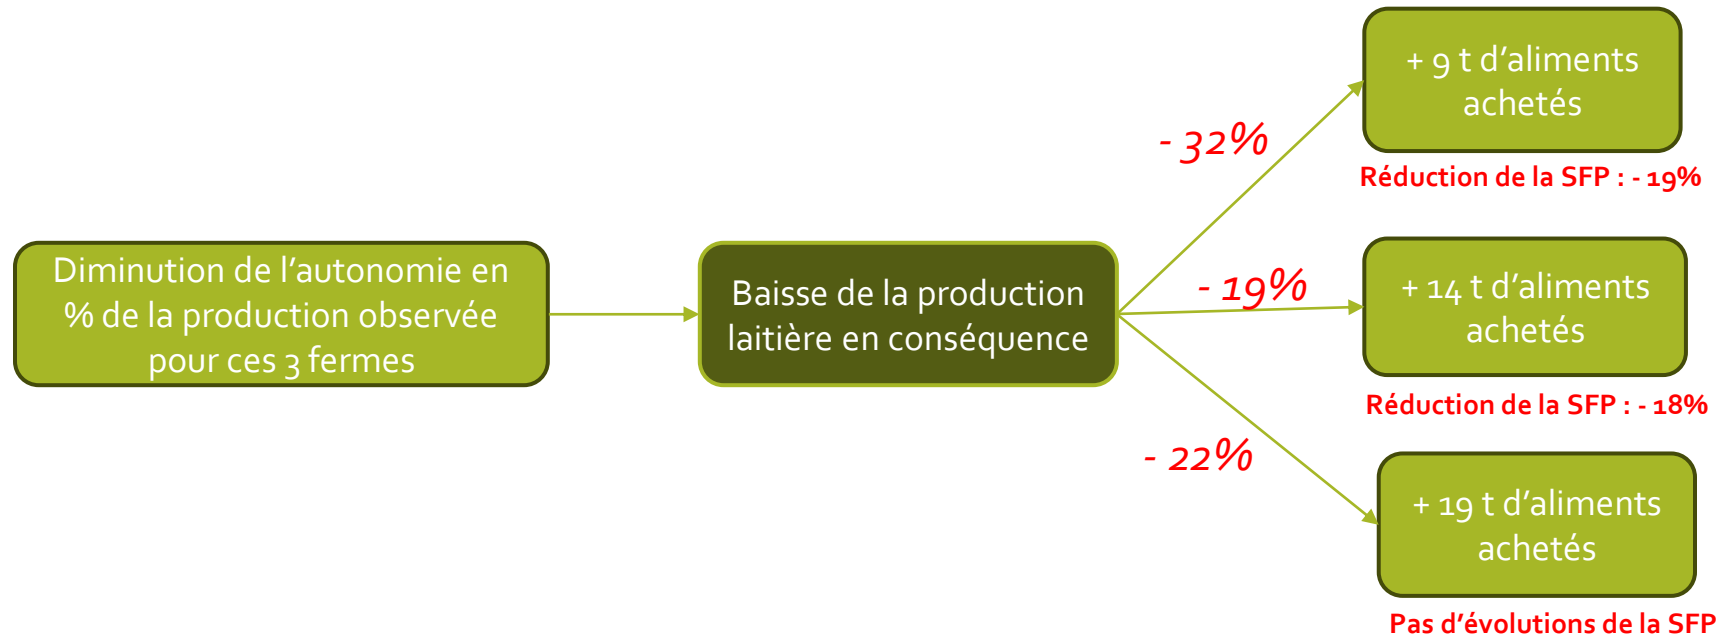 Diminution de l’autonomie en
% de la production observée
pour ces 3 fermes
Baisse de la production
laitière en conséquence
- 32%
+ 9 t d’aliments
achetés
Réduction de la SFP : - 19%
- 19%
+ 14 t d’aliments
achetés
Réduction de la SFP : - 18%
- 22%
+ 19 t d’aliments
achetés
Pas d’évolutions de la SFP